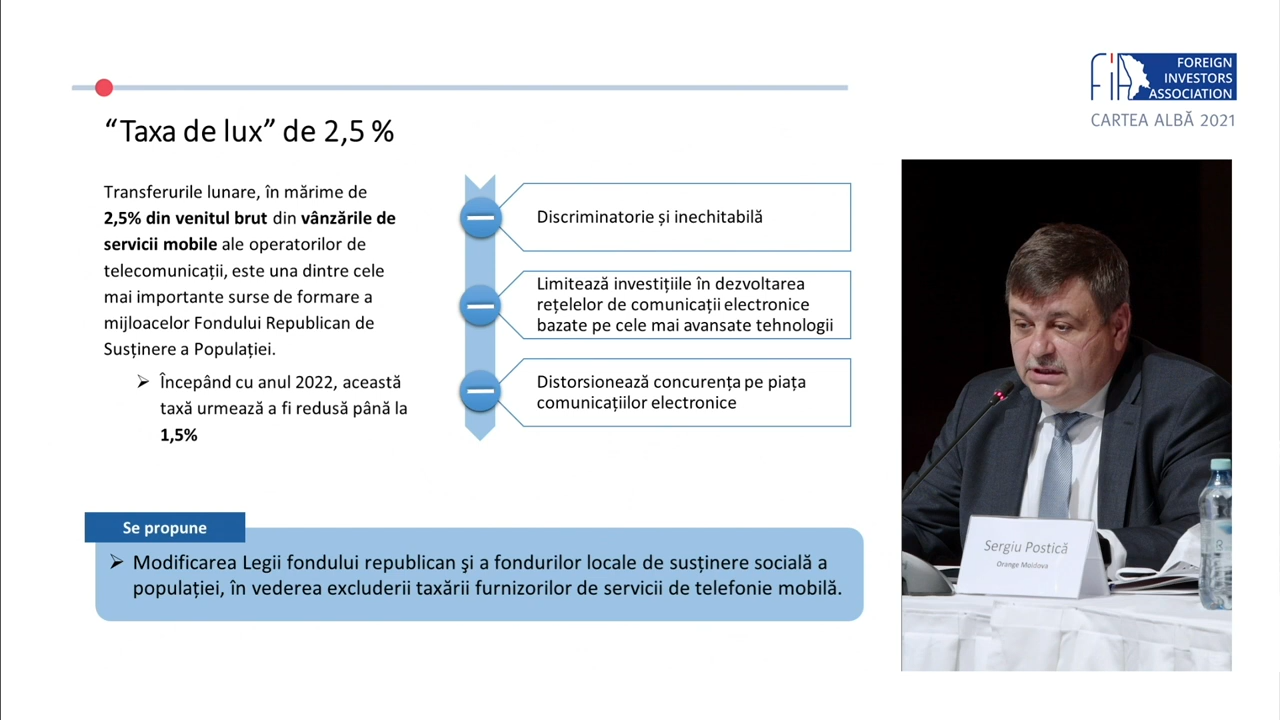 FIA
FOREIGN
INVESTORS
ASSOCIATION
CARTEA ALBĂ 2021
“Taxa de lux” de 2,5 %
Transferurile lunare, în mărime de
2,5% din venitul brut din vânzările de
servicii mobile ale operatorilor de
telecomunicații, este una dintre cele
mai importante surse de formare a
mijloacelor Fondului Republican de
Susținere a Populației.
➢ Începând cu anul 2022, această
taxă urmează a fi redusă până la
1,5%
Discriminatorie și inechitabilă
Limitează investițiile în dezvoltarea
rețelelor de comunicații electronice
bazate pe cele mai avansate tehnologii
Distorsionează concurența pe piața
comunicațiilor electronice
Se propune
➢ Modificarea Legii fondului republican şi a fondurilor locale de susținere socială a
populației, în vederea excluderii taxării furnizorilor de servicii de telefonie mobilă.
Sergiu Postică
Orange Moldova